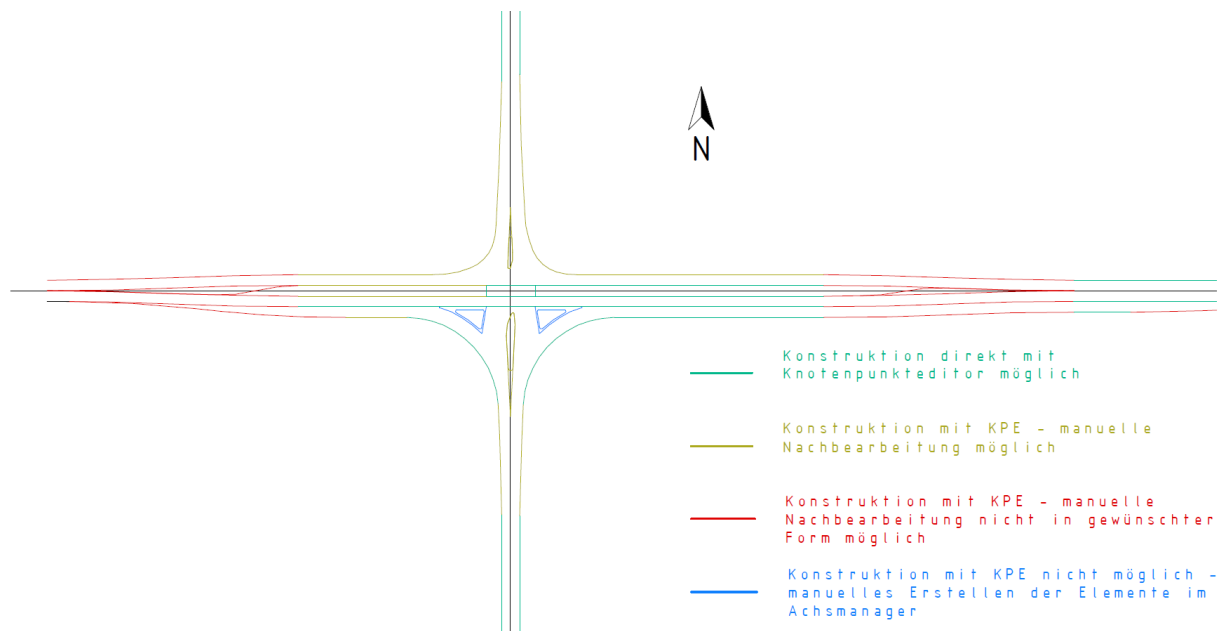 N
Konstruktion direkt mit
Knotenpunkteditor möglich
Konstruktion mit KPE - manuelle
Nachbearbeitung möglich
Konstruktion mit KPE - manuelle
Nachbearbeitung nicht in gewünschter
Form möglich
Konstruktion mit KPE nicht möglich -
manuelles Erstellen der Elemente im
Achsmanager